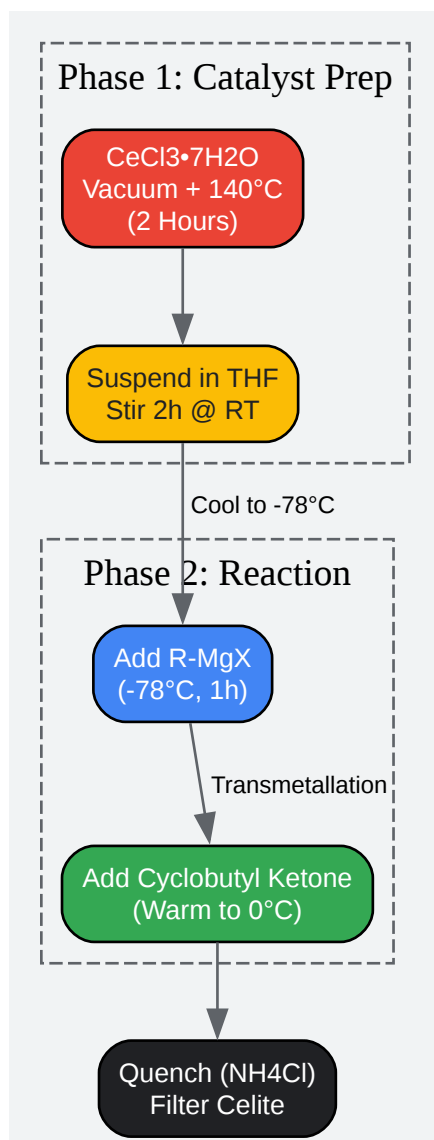 Phase 1: Catalyst Prep
CeCl3•7H2O
Vacuum + 140°C
(2 Hours)
Suspend in THF
Stir 2h @ RT
Cool to -78°C
Phase 2: Reaction
Add R-MgX
(-78°C, 1h)
Transmetallation
Add Cyclobutyl Ketone
(Warm to 0°C)
Quench (NH4Cl)
Filter Celite